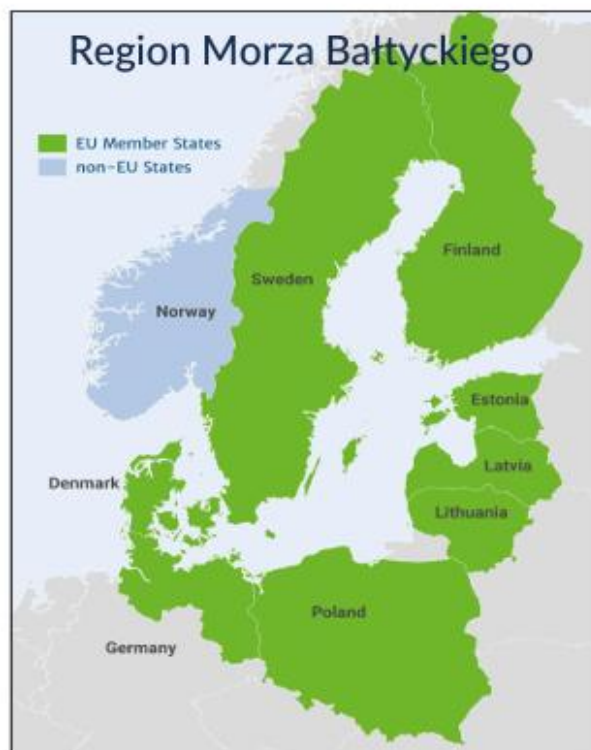 Region Morza Bałtyckiego
EU Member States
non-EU States
Finland
Sweden
Norway
Estonia
Denmark
Latvia
Lithuania
Poland
Germany